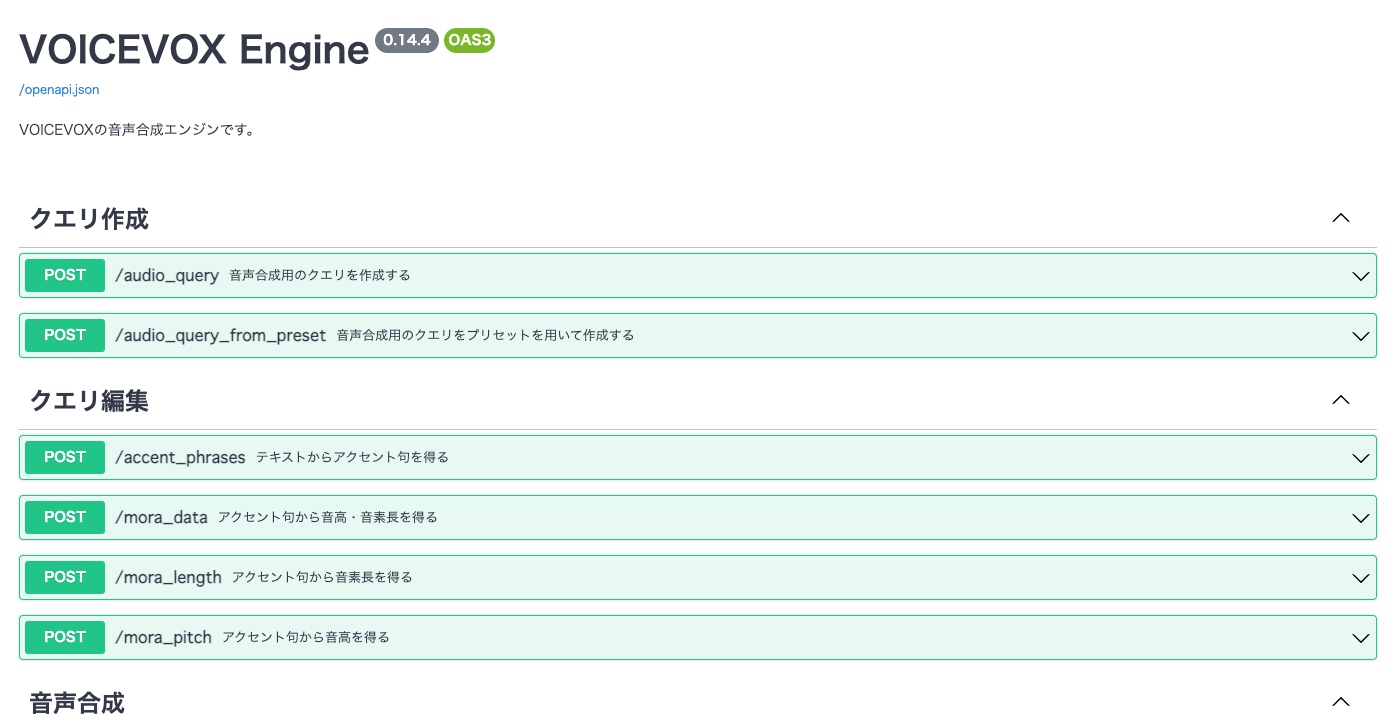 VOICEVOX Engine 0.14.4 OAS3
/openapi.json
VOICEVOXの音声合成エンジンです。
クエリ作成
POST /audio_query 音声合成用のクエリを作成する
POST /audio_query_from_preset 音声合成用のクエリをプリセットを用いて作成する
クエリ編集
POST /accent_phrases テキストからアクセント句を得る
POST /mora_data アクセント句から音高・音素長を得る
POST /mora_length アクセント句から音素長を得る
POST /mora_pitch アクセント句から音高を得る
音声合成